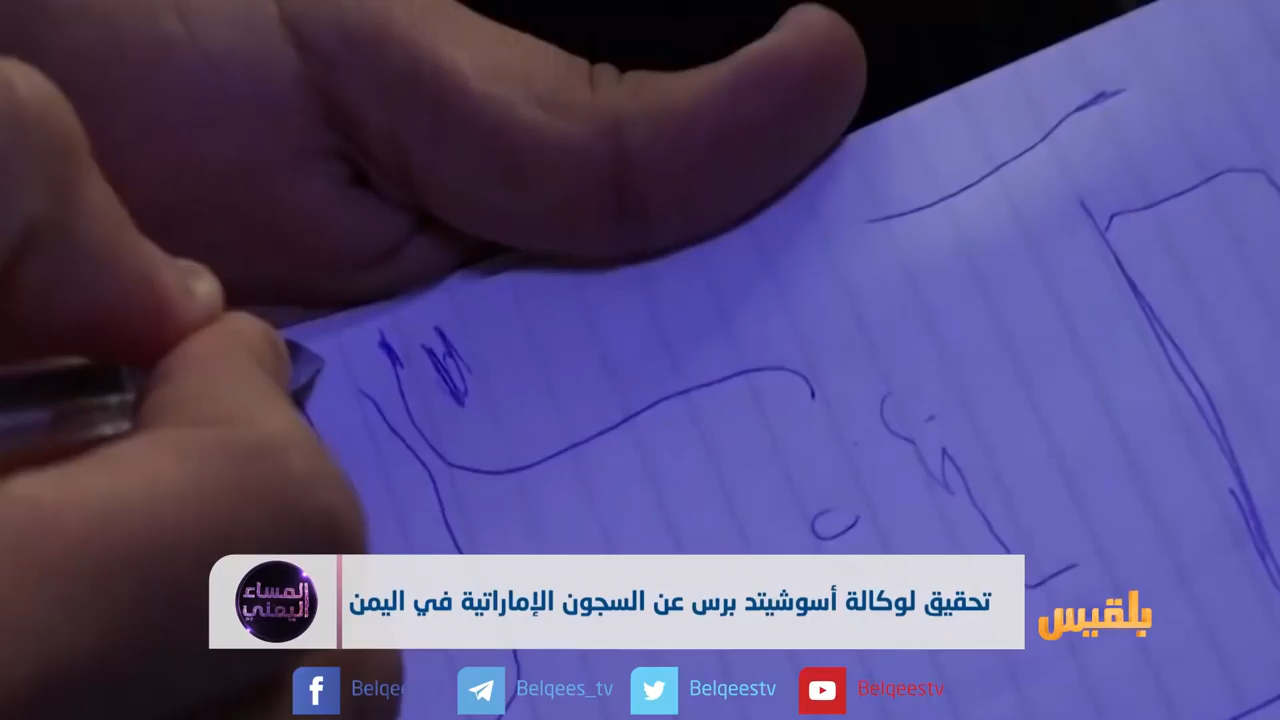 المساء
اليمني
تحقيق لوكالة أسوشيتد برس عن السجون الإماراتية في اليمن
بلقيس
Belqees_tv
Belqeestv
Belqeestv